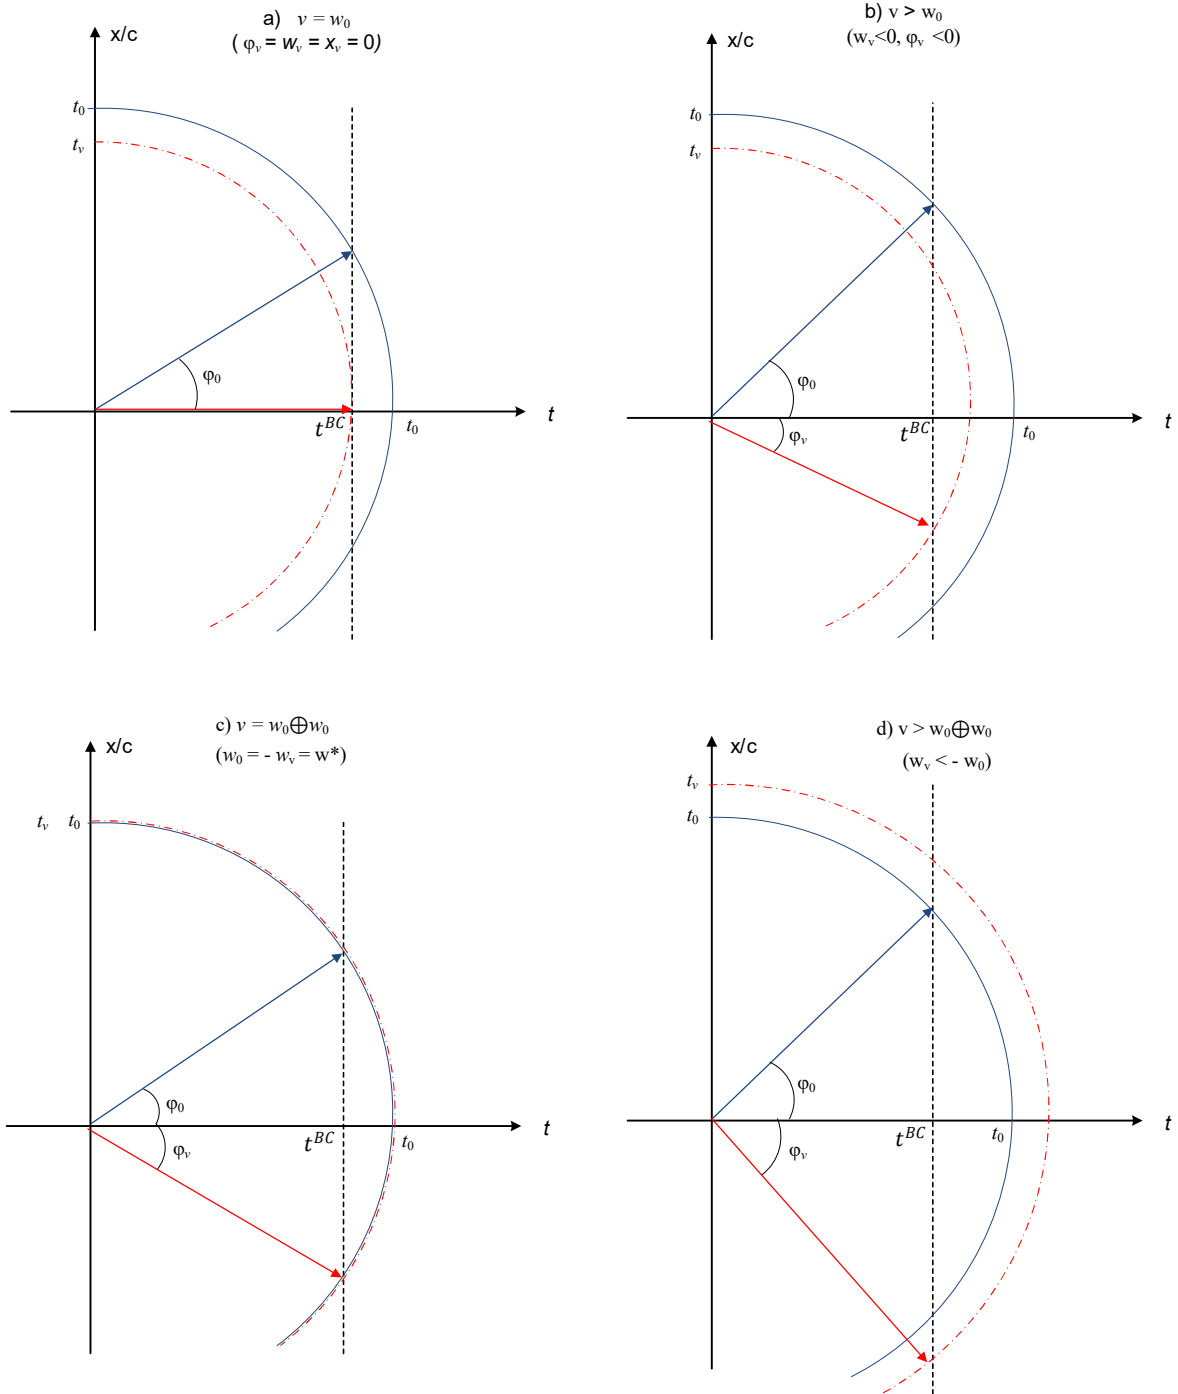 a) v = w₀
( φᵥ = wᵥ = xᵥ = 0)
x/c
t₀
tᵥ
φ₀
t^BC
t₀
t
b) v > w₀
(wᵥ<0, φᵥ <0)
x/c
t₀
tᵥ
φ₀
φᵥ
t^BC
t₀
t
c) v = w₀⊕w₀
(w₀ = - wᵥ = w*)
x/c
tᵥ t₀
φ₀
φᵥ
t^BC
t₀
t
d) v > w₀⊕w₀
(wᵥ < - w₀)
x/c
tᵥ
t₀
φ₀
φᵥ
t^BC
t₀
t